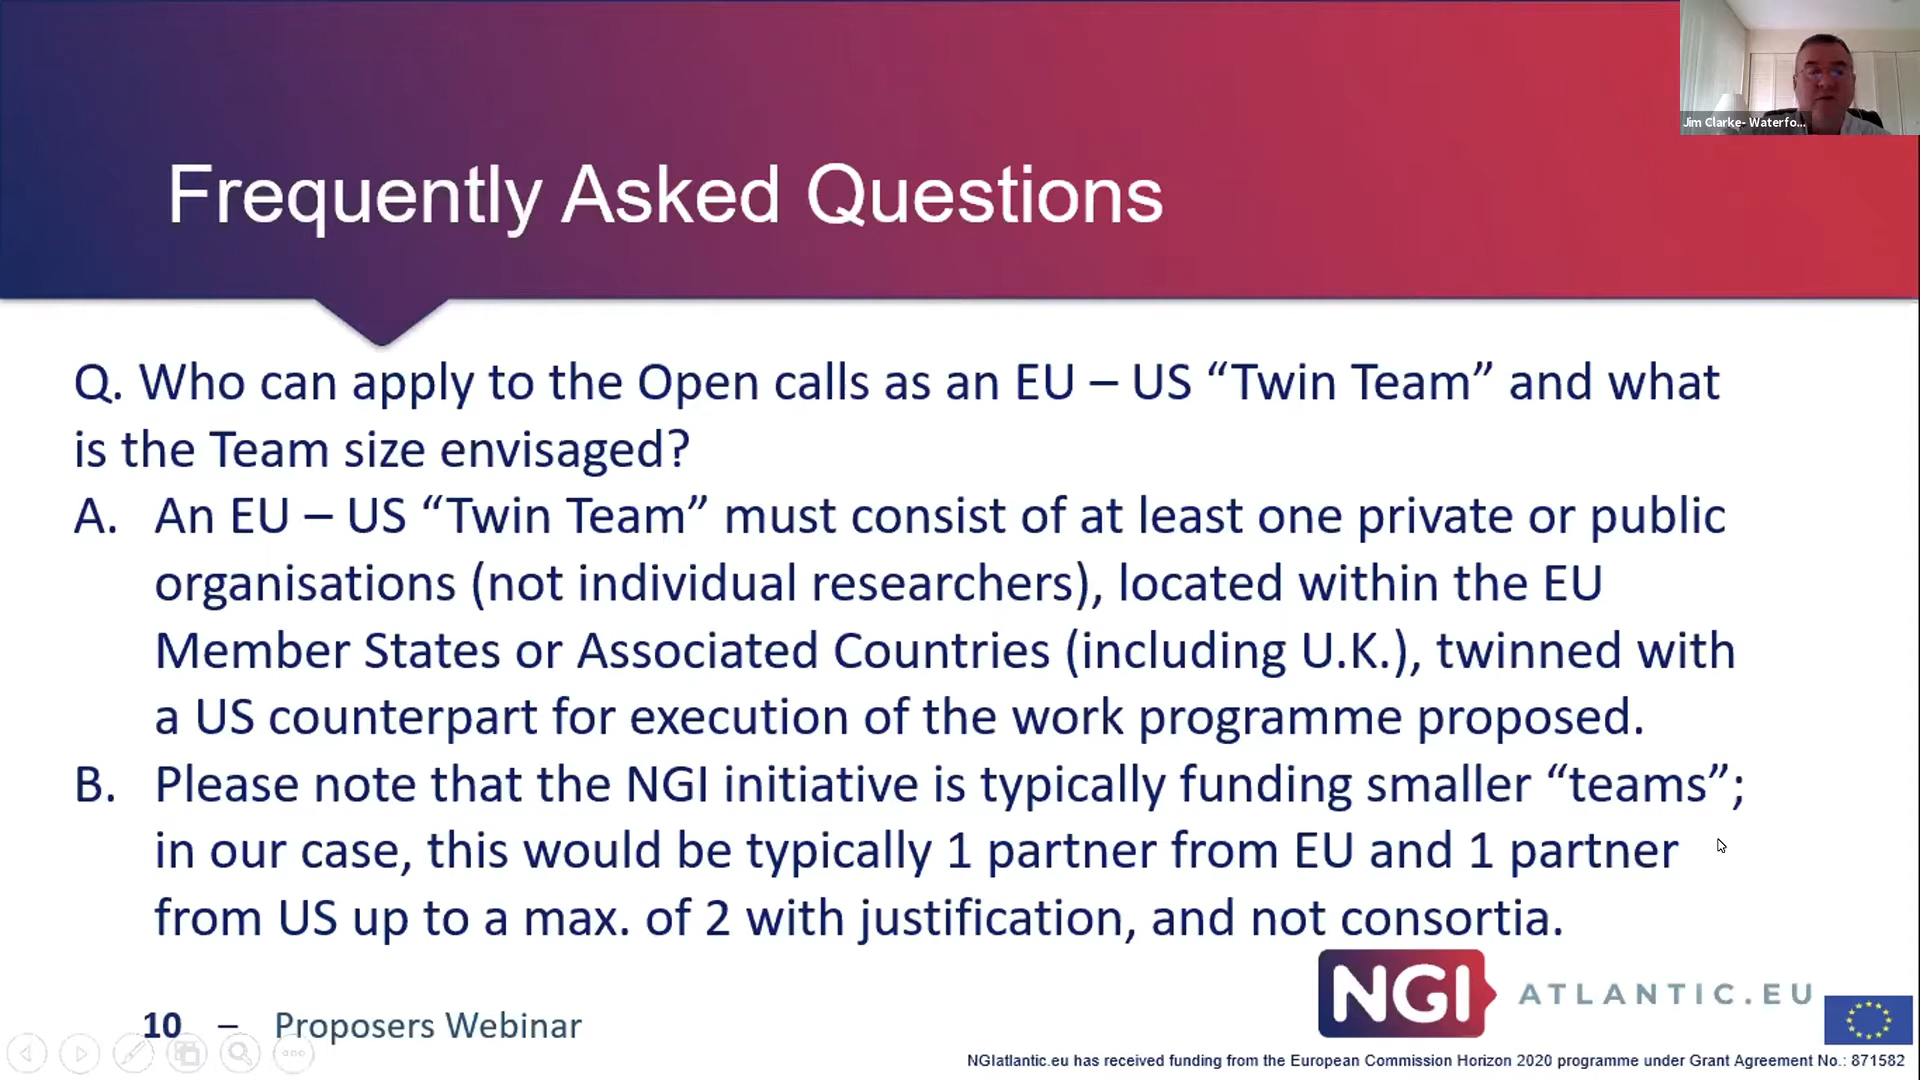 Jim Clarke- Waterfo...
Frequently Asked Questions
Q. Who can apply to the Open calls as an EU – US “Twin Team” and what
is the Team size envisaged?
A. An EU – US “Twin Team” must consist of at least one private or public
organisations (not individual researchers), located within the EU
Member States or Associated Countries (including U.K.), twinned with
a US counterpart for execution of the work programme proposed.
B. Please note that the NGI initiative is typically funding smaller “teams”;
in our case, this would be typically 1 partner from EU and 1 partner
from US up to a max. of 2 with justification, and not consortia.
NGI ATLANTIC.EU
10 – Proposers Webinar
NGIatlantic.eu has received funding from the European Commission Horizon 2020 programme under Grant Agreement No.: 871582